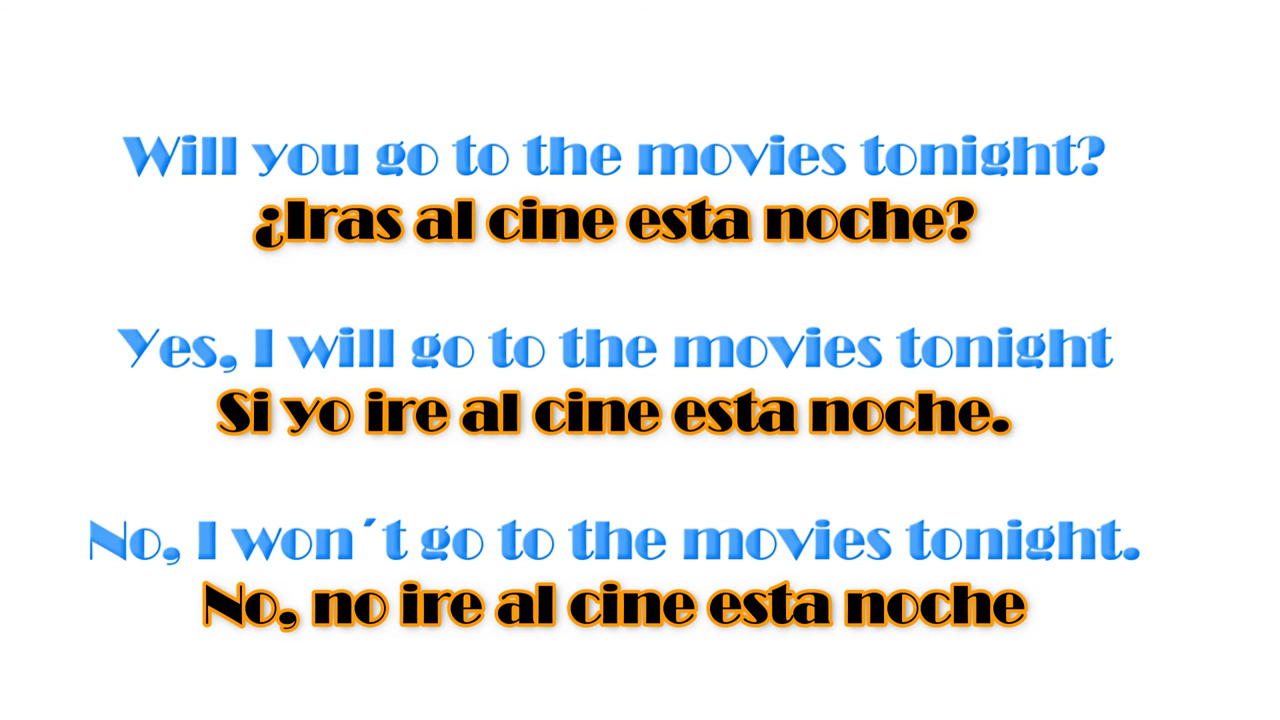 Will you go to the movies tonight?
¿Iras al cine esta noche?
Yes, I will go to the movies tonight
Si yo ire al cine esta noche.
No, I won´t go to the movies tonight.
No, no ire al cine esta noche